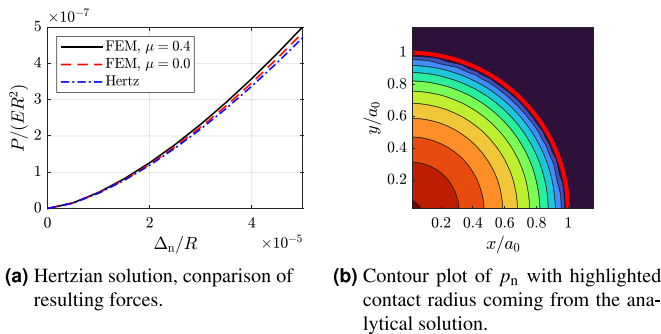 ×10⁻⁷
5
4
3
2
1
0
P/(ER²)
FEM, μ = 0.4
FEM, μ = 0.0
Hertz
0
2
4
Δₙ/R
×10⁻⁵
(a) Hertzian solution, conparison of
resulting forces.
1
0.8
0.6
0.4
0.2
y/a₀
0.2
0.4
0.6
0.8
1
x/a₀
(b) Contour plot of pₙ with highlighted
contact radius coming from the ana-
lytical solution.